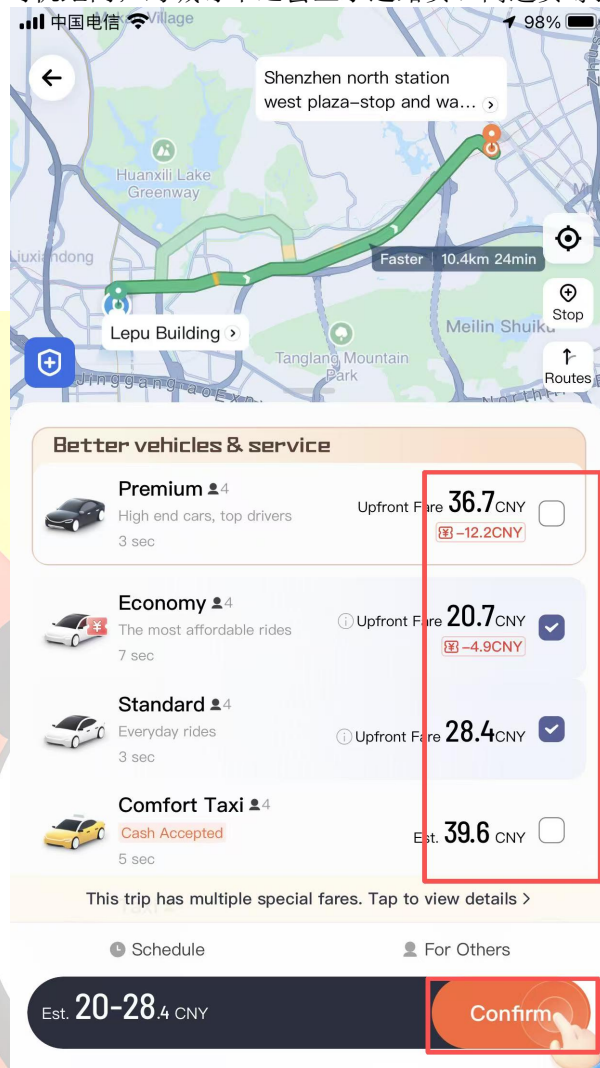 中国电信
Village
98%
Shenzhen north station
west plaza-stop and wa...
Huanxili Lake
Greenway
Liuxiandong
Faster 10.4km 24min
Stop
Lepu Building
Meilin Shuiku
Tanglang Mountain
Park
Routes
Better vehicles & service
Premium 4
Upfront Fare 36.7CNY
High end cars, top drivers
¥ -12.2CNY
3 sec
Economy 4
Upfront Fare 20.7CNY
The most affordable rides
¥ -4.9CNY
7 sec
Standard 4
Upfront Fare 28.4CNY
Everyday rides
3 sec
Comfort Taxi 4
Cash Accepted
Est. 39.6 CNY
5 sec
This trip has multiple special fares. Tap to view details >
Schedule
For Others
Est. 20-28.4 CNY
Confirm